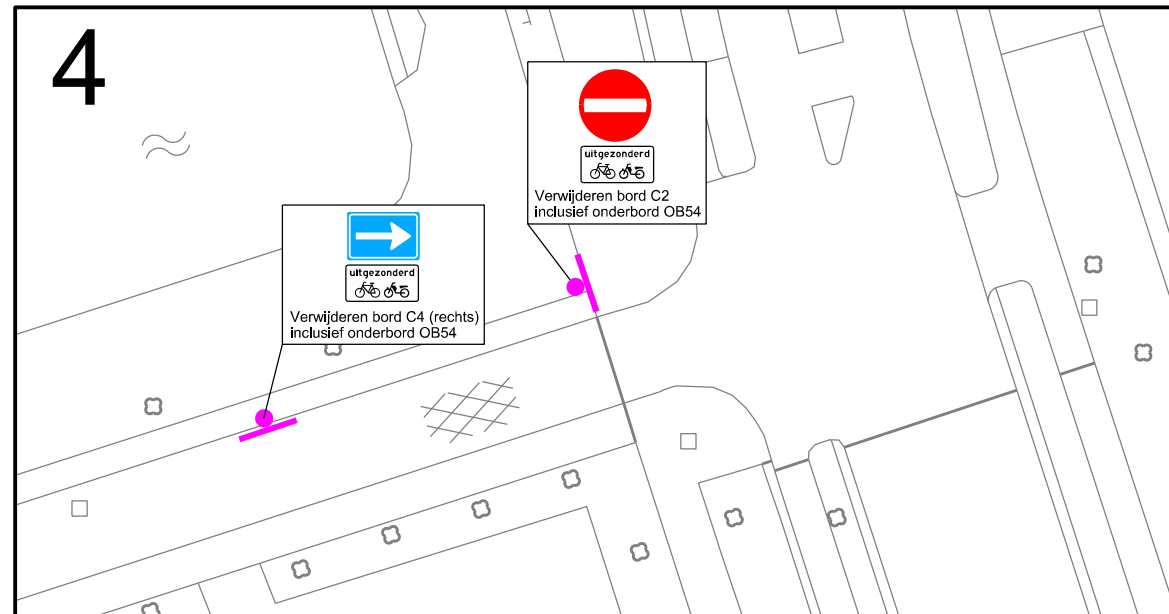 4
uitgezonderd
Verwijderen bord C2
inclusief onderbord OB54
uitgezonderd
Verwijderen bord C4 (rechts)
inclusief onderbord OB54